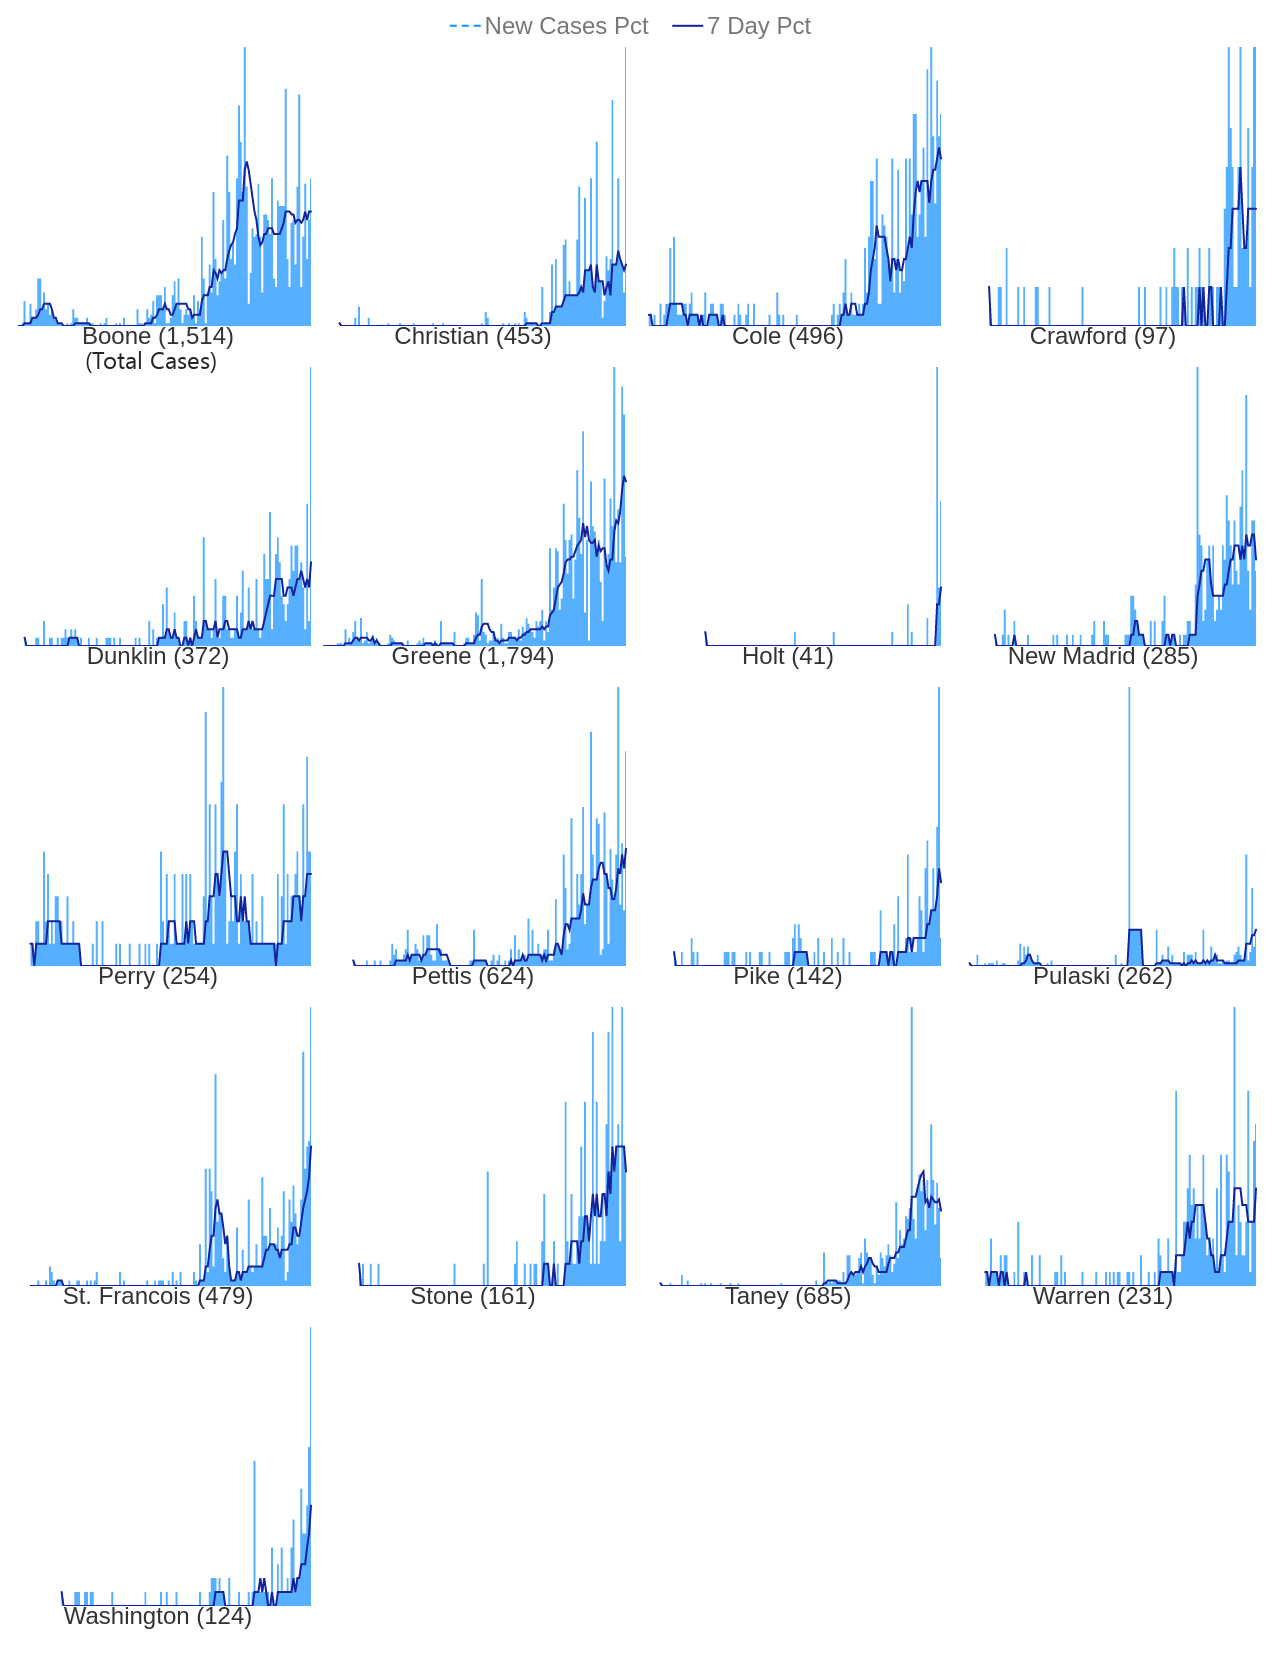 New Cases Pct 7 Day Pct
Boone (1,514) Christian (453) Cole (496) Crawford (97)
(Total Cases)
Dunklin (372) Greene (1,794) Holt (41) New Madrid (285)
Perry (254) Pettis (624) Pike (142) Pulaski (262)
St. Francois (479) Stone (161) Taney (685) Warren (231)
Washington (124)